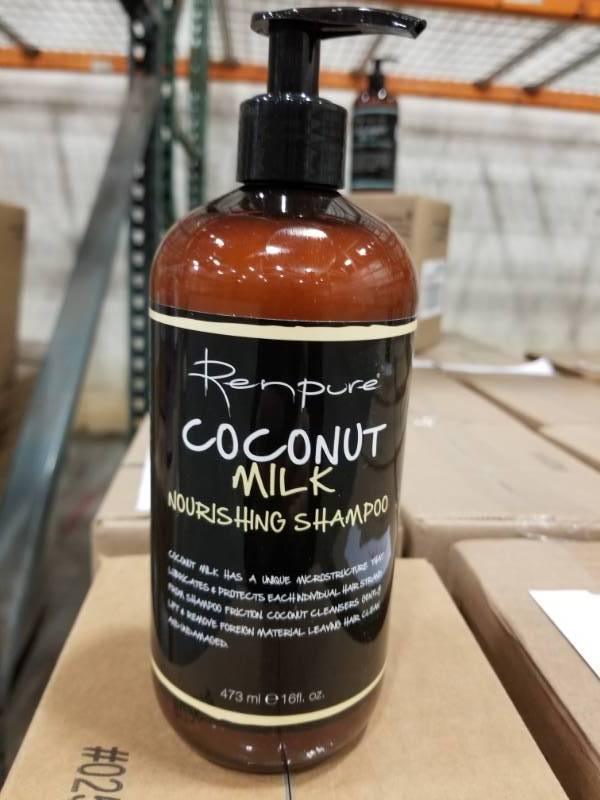 Renpure
COCONUT
MILK
NOURISHING SHAMPOO
COCONUT MILK HAS A UNIQUE MICROSTRUCTURE THAT
LUBRICATES & PROTECTS EACH INDIVIDUAL HAIR STRAND
FROM SHAMPOO FRICTION. COCONUT CLEANSERS GENTLY
LIFT & REMOVE FOREIGN MATERIAL LEAVING HAIR CLEAN
AND UNDAMAGED.
473 ml ℮ 16fl. oz.
#02